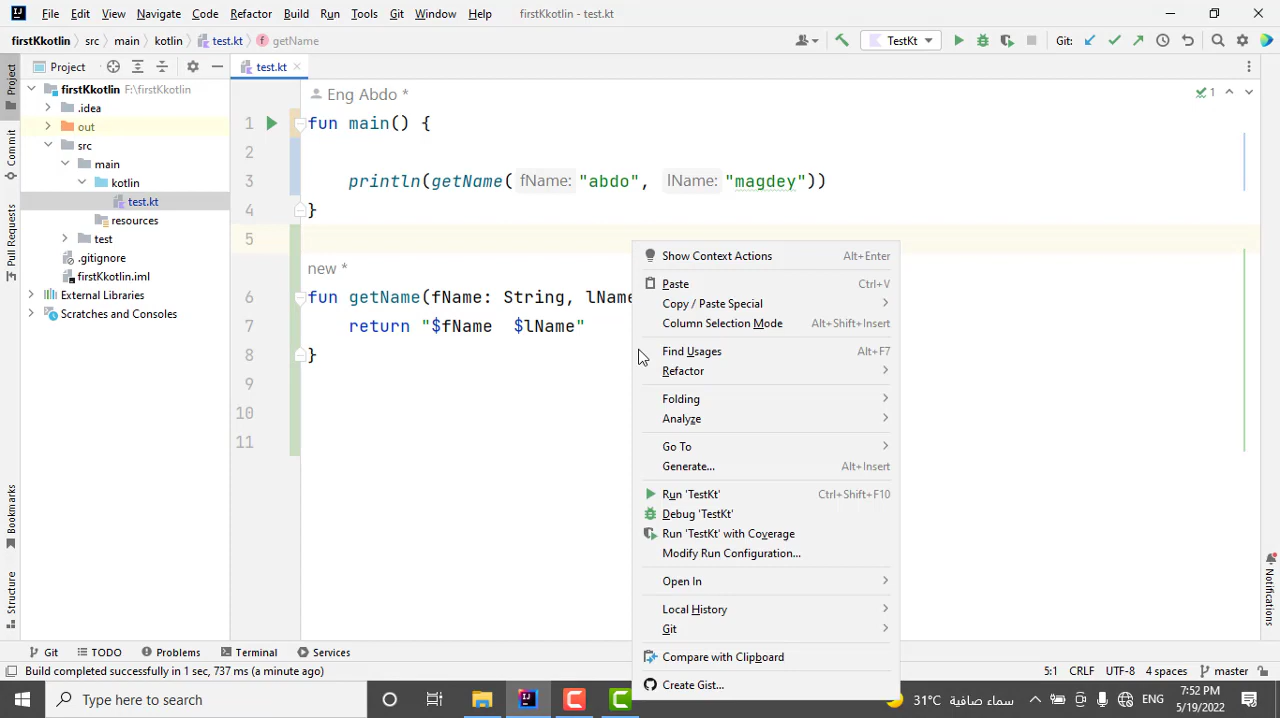 File Edit View Navigate Code Refactor Build Run Tools Git Window Help firstKkotlin - test.kt
firstKkotlin src main kotlin test.kt getName TestKt Git:
Project test.kt
firstKkotlin F:\firstKkotlin
.idea
out
src
main
kotlin
test.kt
resources
test
.gitignore
firstKkotlin.iml
External Libraries
Scratches and Consoles
Project
Commit
Pull Requests
Bookmarks
Structure
Eng Abdo *
1
1 fun main() {
2
3 println(getName( fName: "abdo", lName: "magdey"))
4 }
5
new *
6 fun getName(fName: String, lName
7 return "$fName $lName"
8 }
9
10
11
Show Context Actions Alt+Enter
Paste Ctrl+V
Copy / Paste Special
Column Selection Mode Alt+Shift+Insert
Find Usages Alt+F7
Refactor
Folding
Analyze
Go To
Generate... Alt+Insert
Run 'TestKt' Ctrl+Shift+F10
Debug 'TestKt'
Run 'TestKt' with Coverage
Modify Run Configuration...
Open In
Local History
Git
Compare with Clipboard
Create Gist...
Notifications
Git TODO Problems Terminal Services
Build completed successfully in 1 sec, 737 ms (a minute ago) 5:1 CRLF UTF-8 4 spaces master
Type here to search 31°C سماء صافية ENG 7:52 PM
5/19/2022